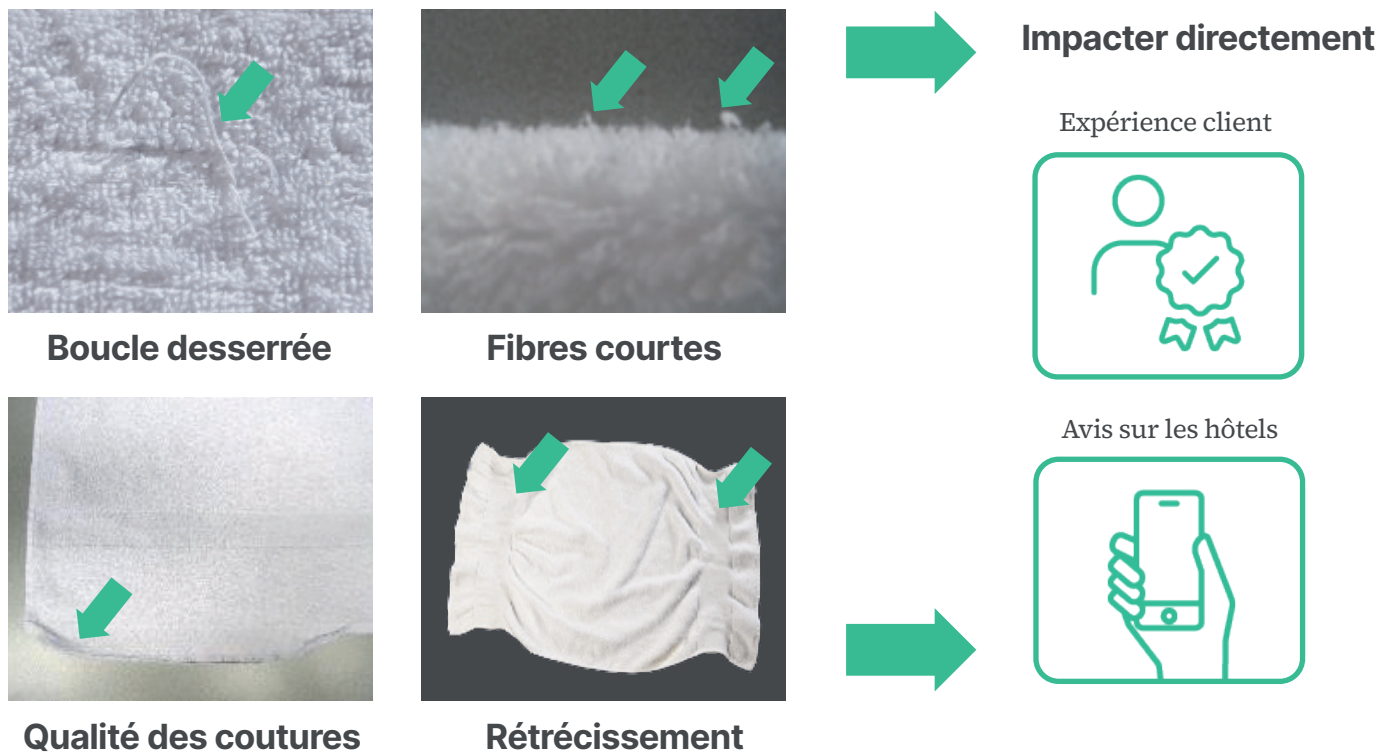 Impacter directement
Expérience client
Boucle desserrée
Fibres courtes
Avis sur les hôtels
Qualité des coutures
Rétrécissement